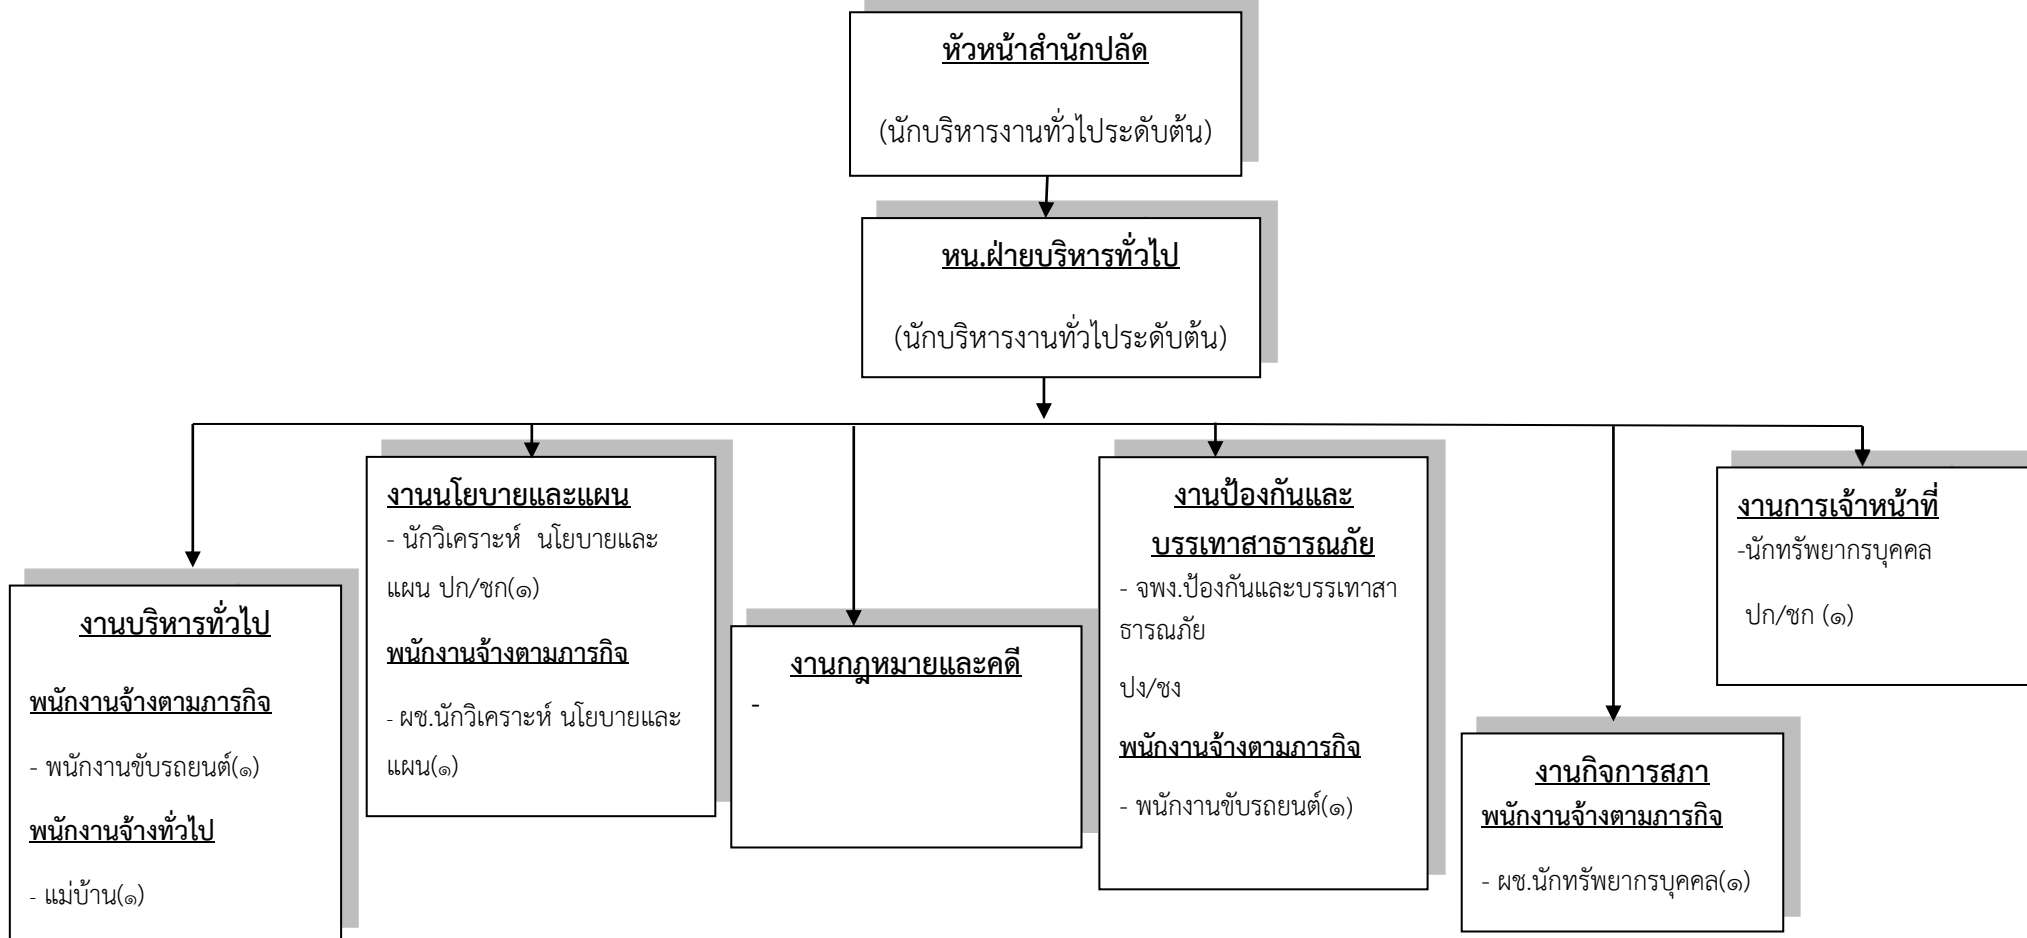 หัวหน้าสำนักปลัด
(นักบริหารงานทั่วไประดับต้น)
หน.ฝ่ายบริหารทั่วไป
(นักบริหารงานทั่วไประดับต้น)
งานบริหารทั่วไป
พนักงานจ้างตามภารกิจ
- พนักงานขับรถยนต์(๑)
พนักงานจ้างทั่วไป
- แม่บ้าน(๑)
งานนโยบายและแผน
- นักวิเคราะห์ นโยบายและ
แผน ปก/ชก(๑)
พนักงานจ้างตามภารกิจ
- ผช.นักวิเคราะห์ นโยบายและ
แผน(๑)
งานกฎหมายและคดี
-
งานป้องกันและ
บรรเทาสาธารณภัย
- จพง.ป้องกันและบรรเทาสา
ธารณภัย
ปง/ชง
พนักงานจ้างตามภารกิจ
- พนักงานขับรถยนต์(๑)
งานกิจการสภา
พนักงานจ้างตามภารกิจ
- ผช.นักทรัพยากรบุคคล(๑)
งานการเจ้าหน้าที่
-นักทรัพยากรบุคคล
ปก/ชก (๑)